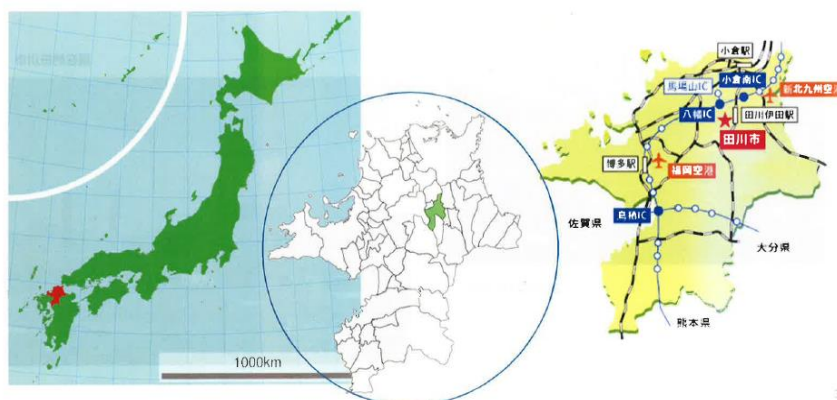 1000km
小倉駅
馬場山IC
小倉南IC
新北九州空港
八幡IC
田川伊田駅
田川市
博多駅
福岡空港
鳥栖IC
佐賀県
大分県
熊本県